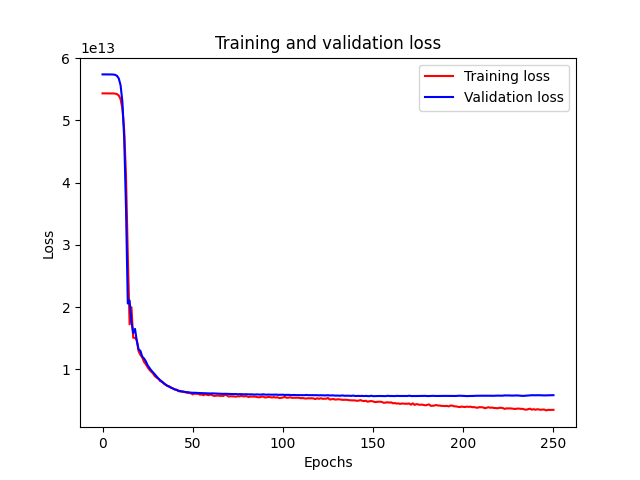 Training and validation loss
1e13
6
5
4
3
2
1
Loss
Training loss
Validation loss
0 50 100 150 200 250
Epochs